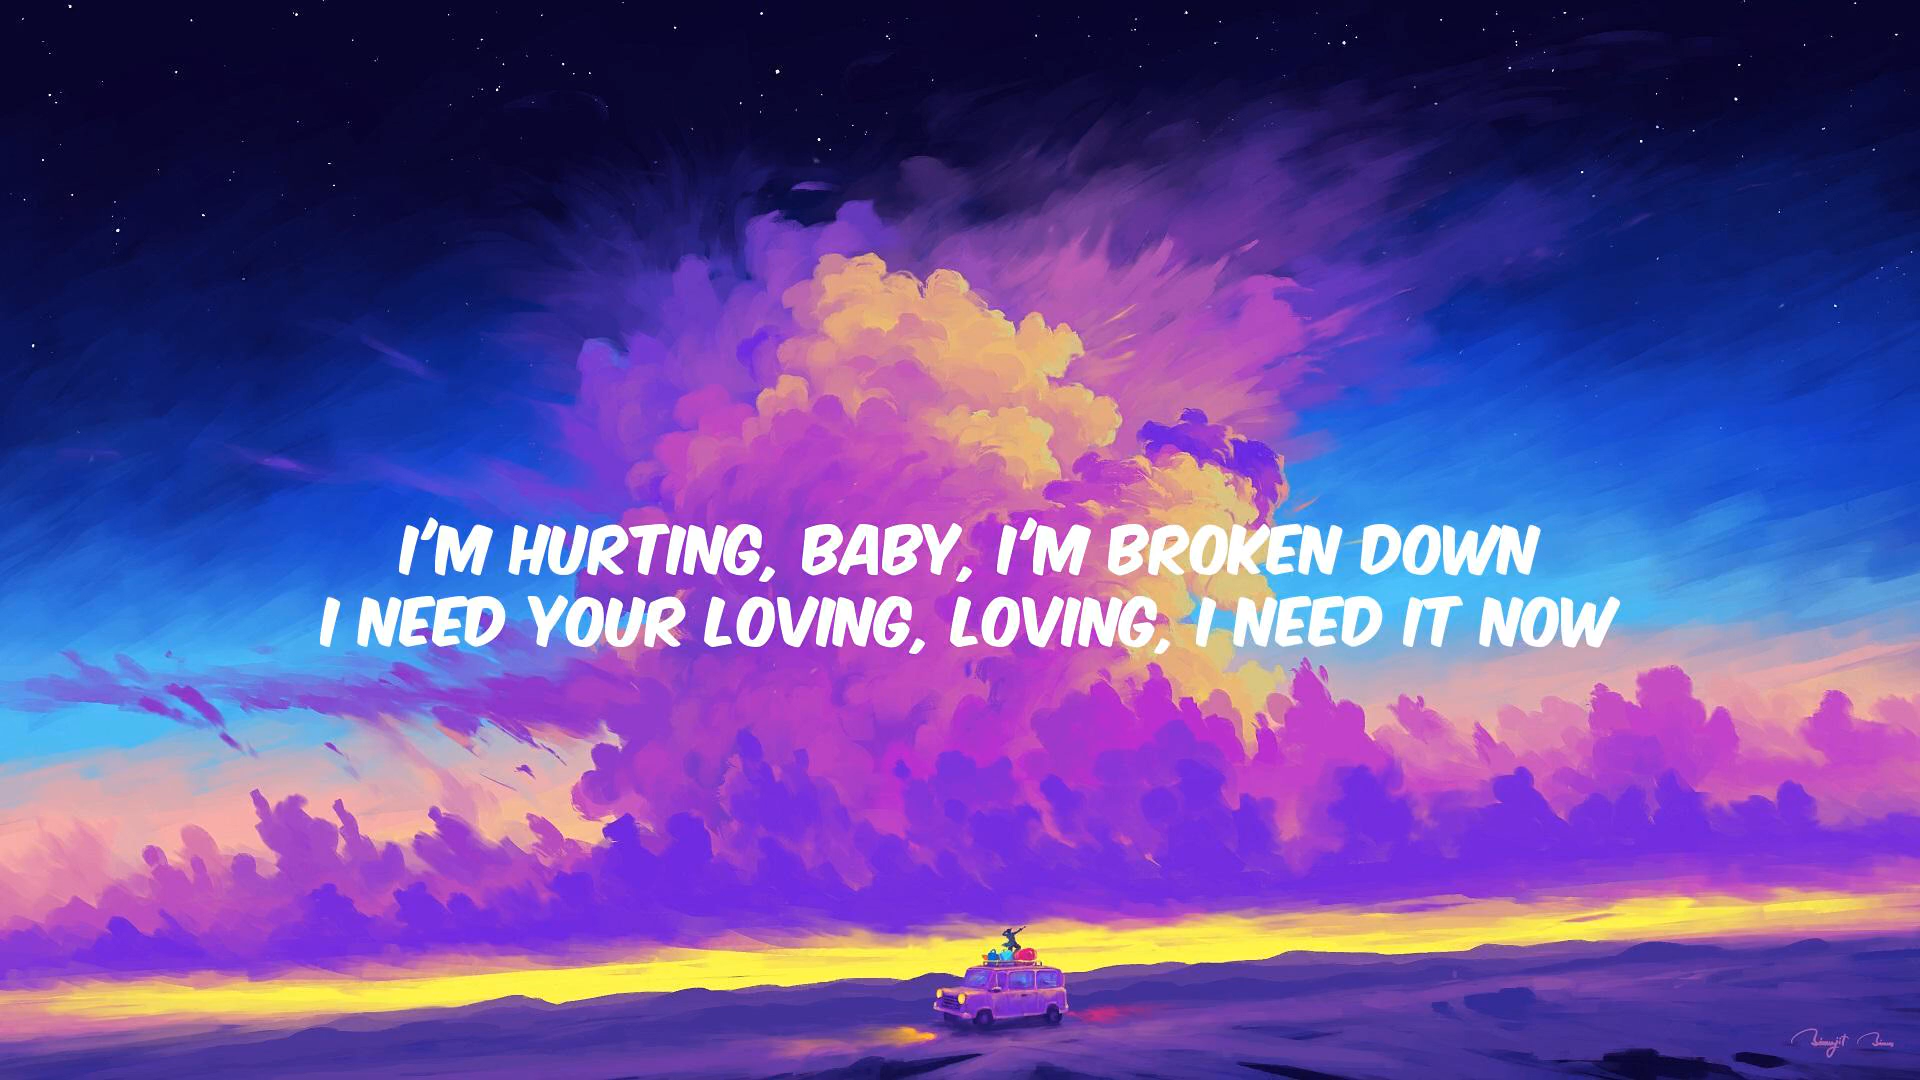 I'M HURTING, BABY, I'M BROKEN DOWN
I NEED YOUR LOVING, LOVING, I NEED IT NOW